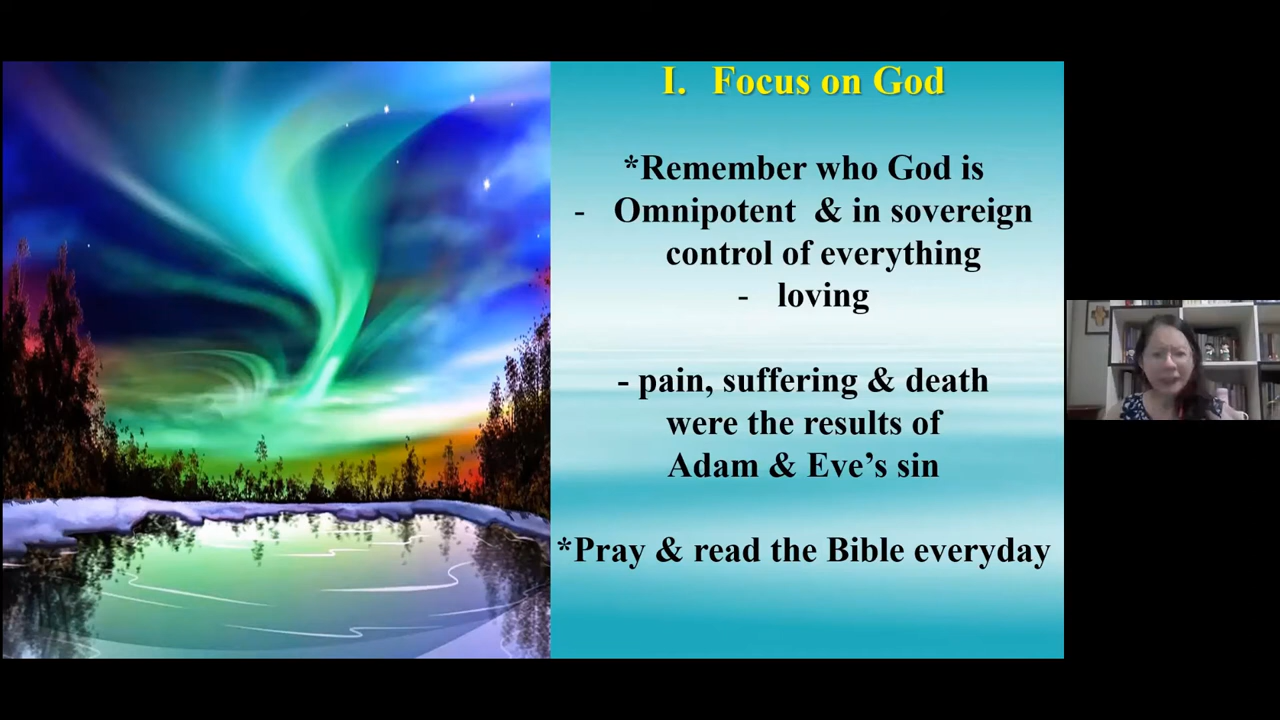 I. Focus on God
*Remember who God is
- Omnipotent & in sovereign
control of everything
- loving
- pain, suffering & death
were the results of
Adam & Eve’s sin
*Pray & read the Bible everyday